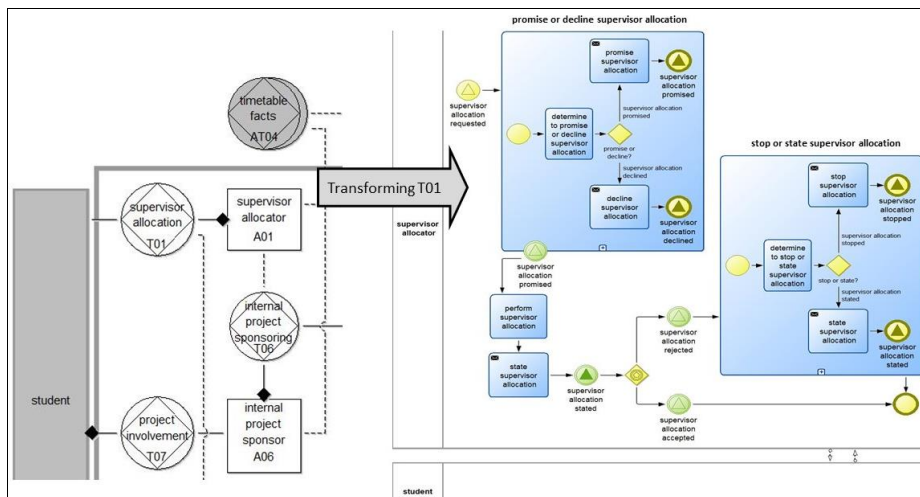 timetable
facts
AT04
supervisor
allocation
T01
supervisor
allocator
A01
internal
project
sponsoring
T06
student
project
involvement
T07
internal
project
sponsor
A06
Transforming T01
supervisor
allocator
student
promise or decline supervisor allocation
supervisor
allocation
requested
determine
to promise
or decline
supervisor
allocation
promise
supervisor
allocation
supervisor
allocation
promised
supervisor allocation
promised
promise or
decline?
supervisor allocation
declined
decline
supervisor
allocation
supervisor
allocation
declined
supervisor
allocation
promised
perform
supervisor
allocation
state
supervisor
allocation
supervisor
allocation
stated
supervisor
allocation
rejected
supervisor
allocation
accepted
stop or state supervisor allocation
determine
to stop or
state
supervisor
allocation
stop
supervisor
allocation
supervisor
allocation
stopped
supervisor allocation
stopped
stop or state?
supervisor allocation
stated
state
supervisor
allocation
supervisor
allocation
stated